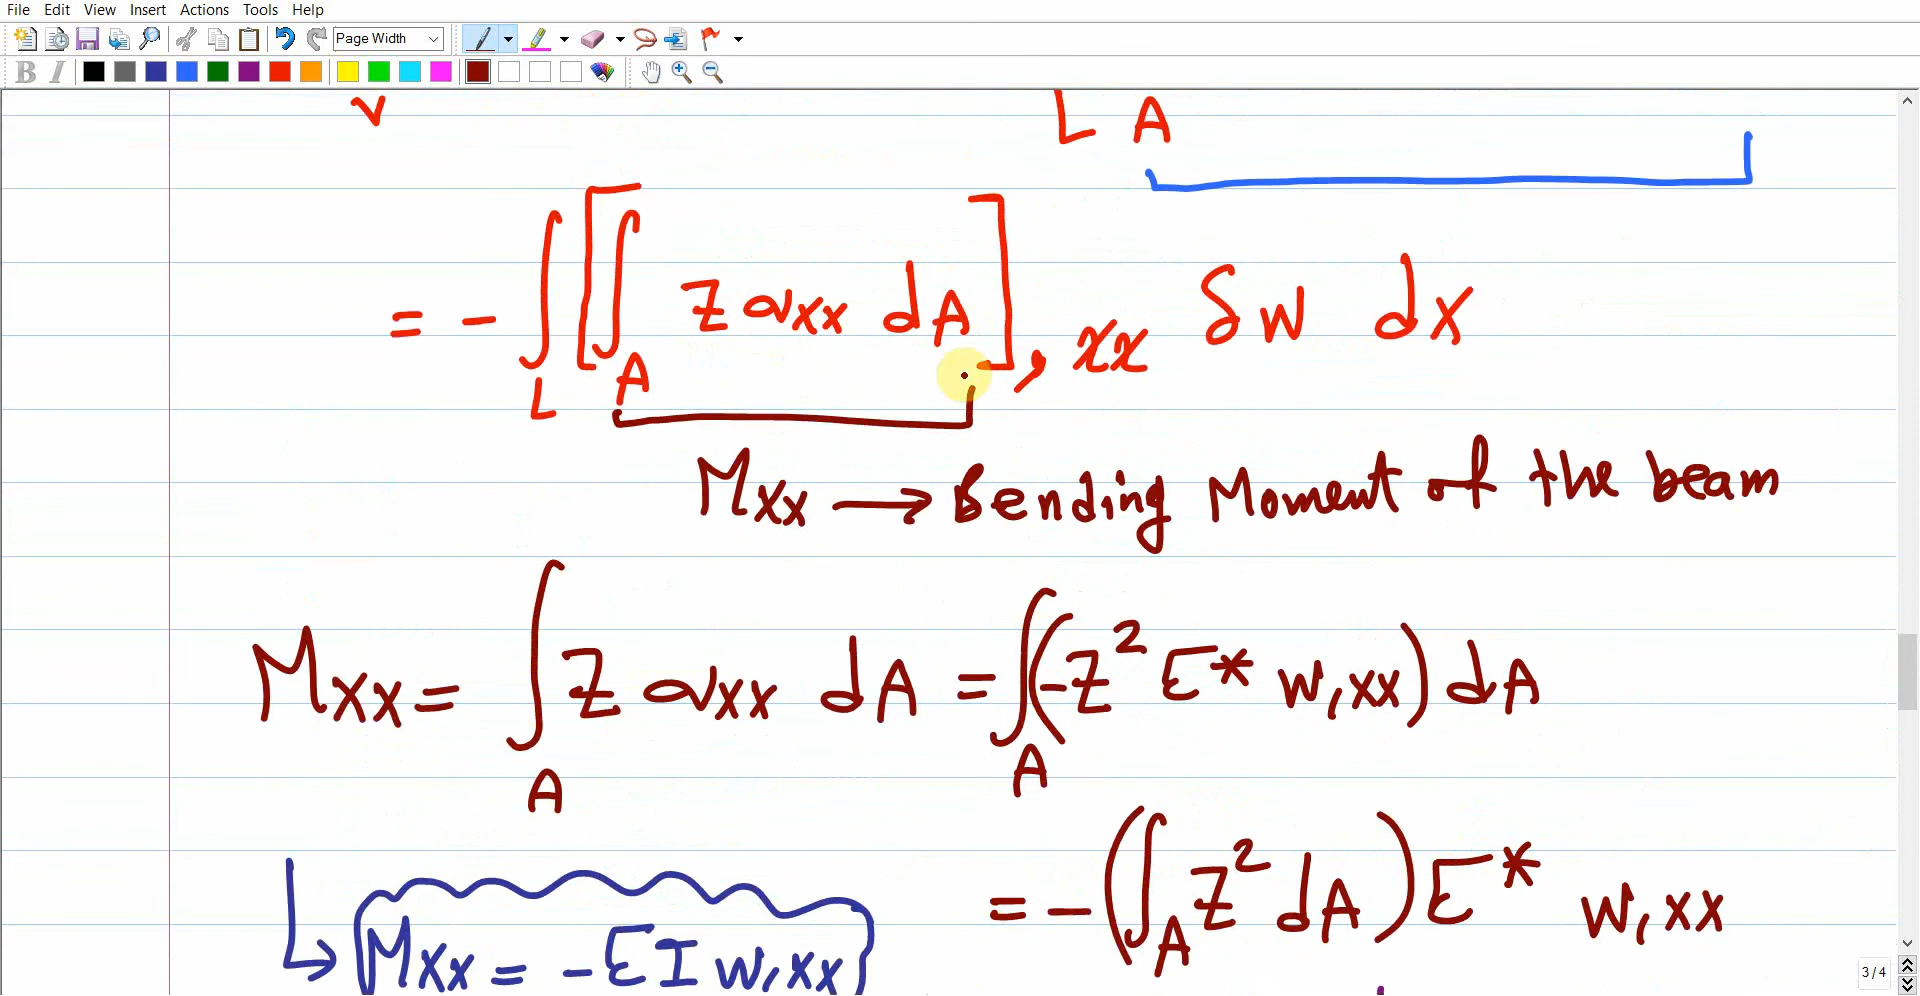 File Edit View Insert Actions Tools Help
Page Width
B I
v L A
= - ∫L [∫A z σxx dA],xx δw dx
Mxx → Bending Moment of the beam
Mxx = ∫A z σxx dA = ∫A (-z² E* w,xx) dA
= -(∫A z² dA) E* w,xx
Mxx = -EI w,xx
3 / 4